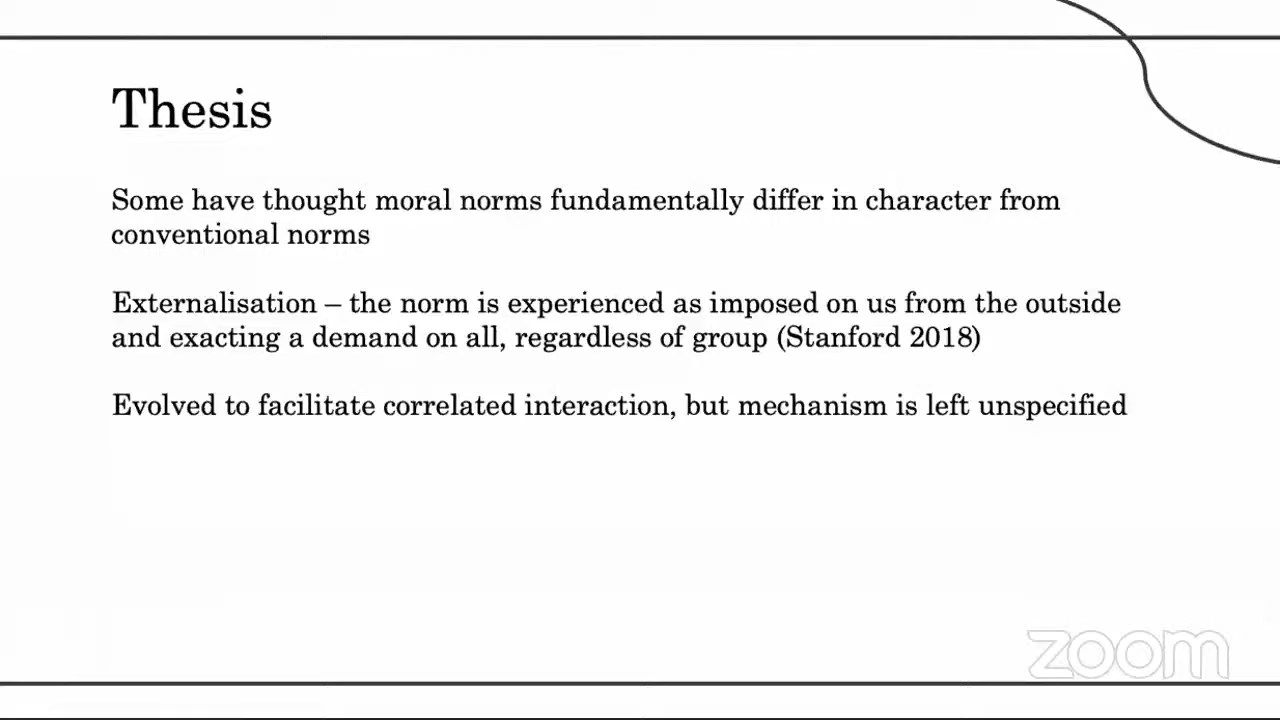 Thesis
Some have thought moral norms fundamentally differ in character from
conventional norms
Externalisation – the norm is experienced as imposed on us from the outside
and exacting a demand on all, regardless of group (Stanford 2018)
Evolved to facilitate correlated interaction, but mechanism is left unspecified
zoom